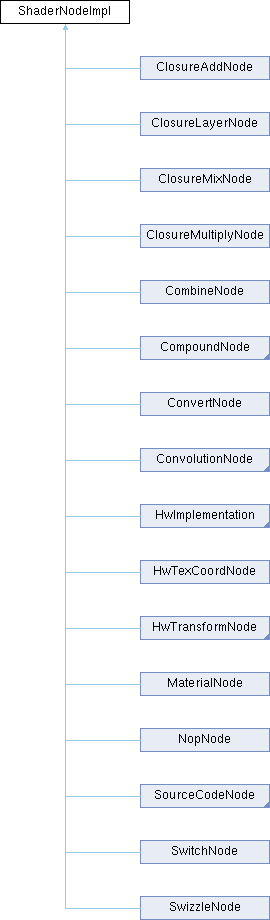 ShaderNodeImpl
ClosureAddNode
ClosureLayerNode
ClosureMixNode
ClosureMultiplyNode
CombineNode
CompoundNode
ConvertNode
ConvolutionNode
HwImplementation
HwTexCoordNode
HwTransformNode
MaterialNode
NopNode
SourceCodeNode
SwitchNode
SwizzleNode